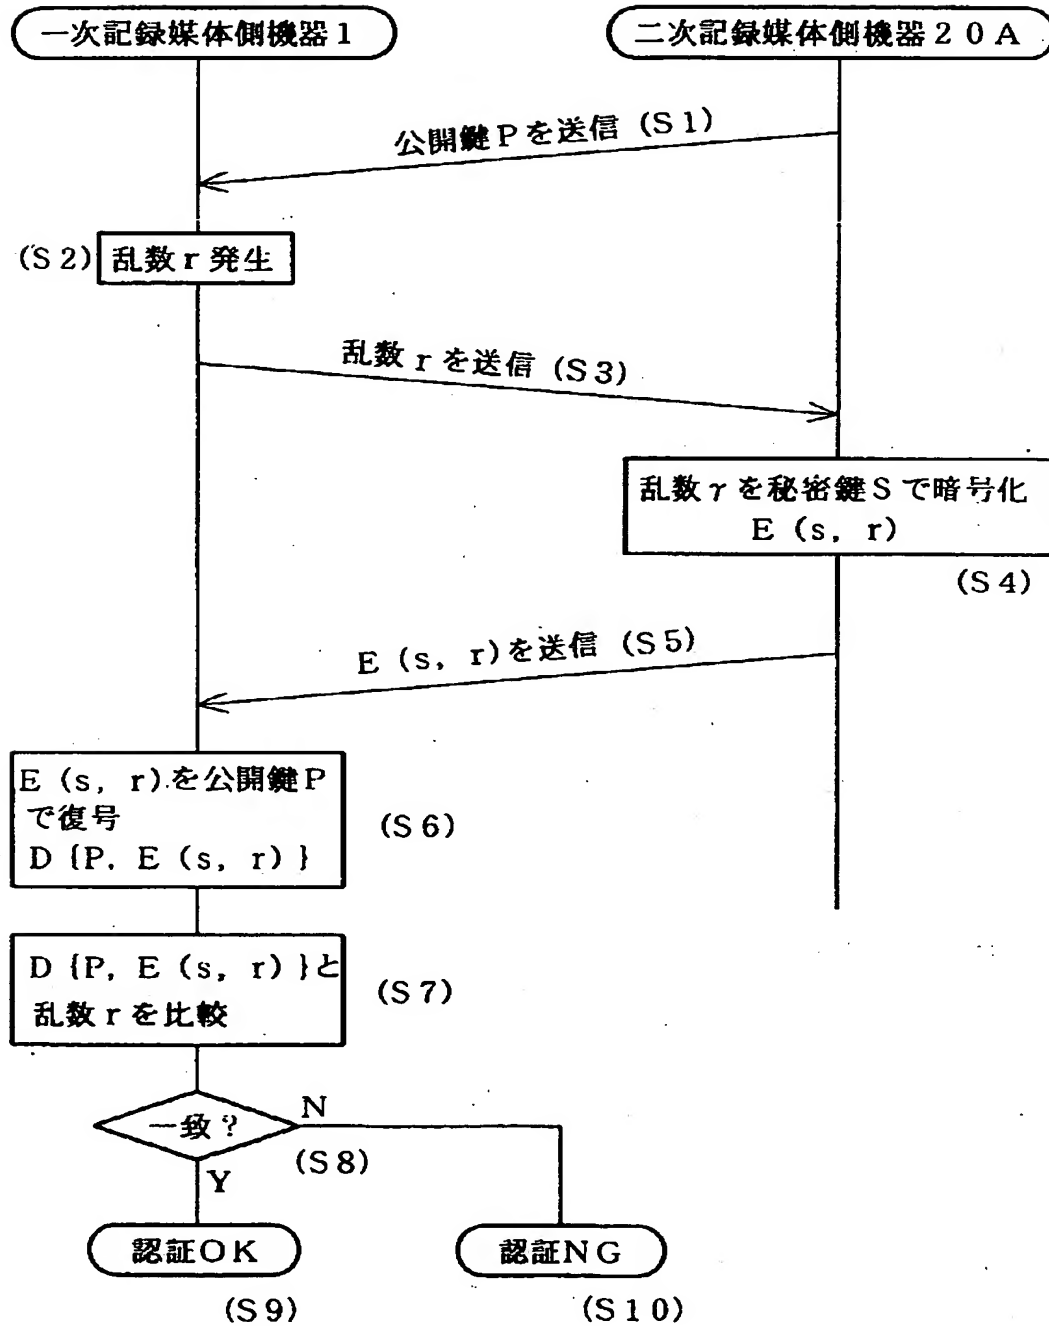 一次記録媒体側機器1
二次記録媒体側機器20A
公開鍵Pを送信 (S1)
(S2)
乱数r発生
乱数rを送信 (S3)
乱数γを秘密鍵Sで暗号化
E (s, r)
(S4)
E (s, r)を送信 (S5)
E (s, r)を公開鍵P
で復号
D {P, E (s, r) }
(S6)
D {P, E (s, r) }と
乱数rを比較
(S7)
一致?
N
(S8)
Y
認証OK
認証NG
(S9)
(S10)